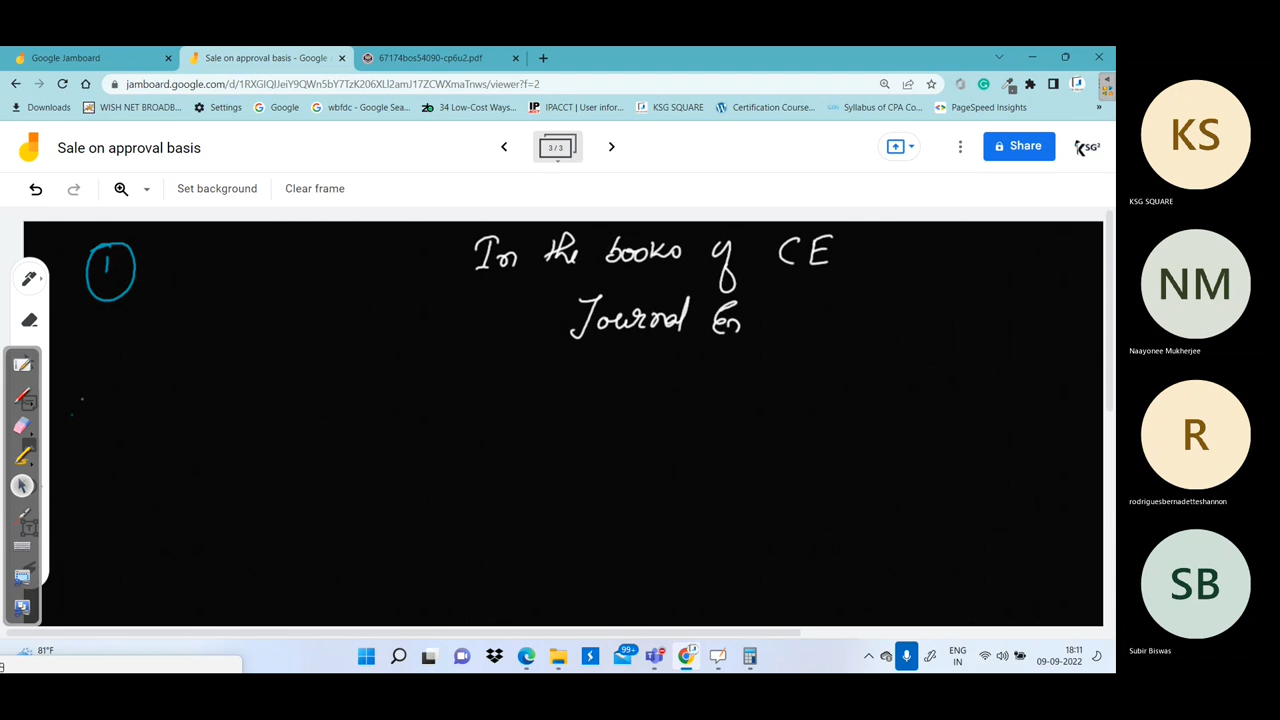 Google Jamboard
Sale on approval basis - Google
67174bos54090-cp6u2.pdf
jamboard.google.com/d/1RXGlQIJeiY9QWn5bY7TzK206XLl2amJ17ZCWXmaTnws/viewer?f=2
Downloads WISH NET BROADB... Settings Google wbfdc - Google Sea... 34 Low-Cost Ways... IPACCT | User infor... KSG SQUARE Certification Course... Syllabus of CPA Co... PageSpeed Insights »
Sale on approval basis
3 / 3
Share
KSG²
Set background Clear frame
1
In the books of CE
Journal En
KS
KSG SQUARE
NM
Naayonee Mukherjee
R
rodriguesbernadetteshannon
SB
Subir Biswas
81°F
99+
ENG
IN
18:11
09-09-2022